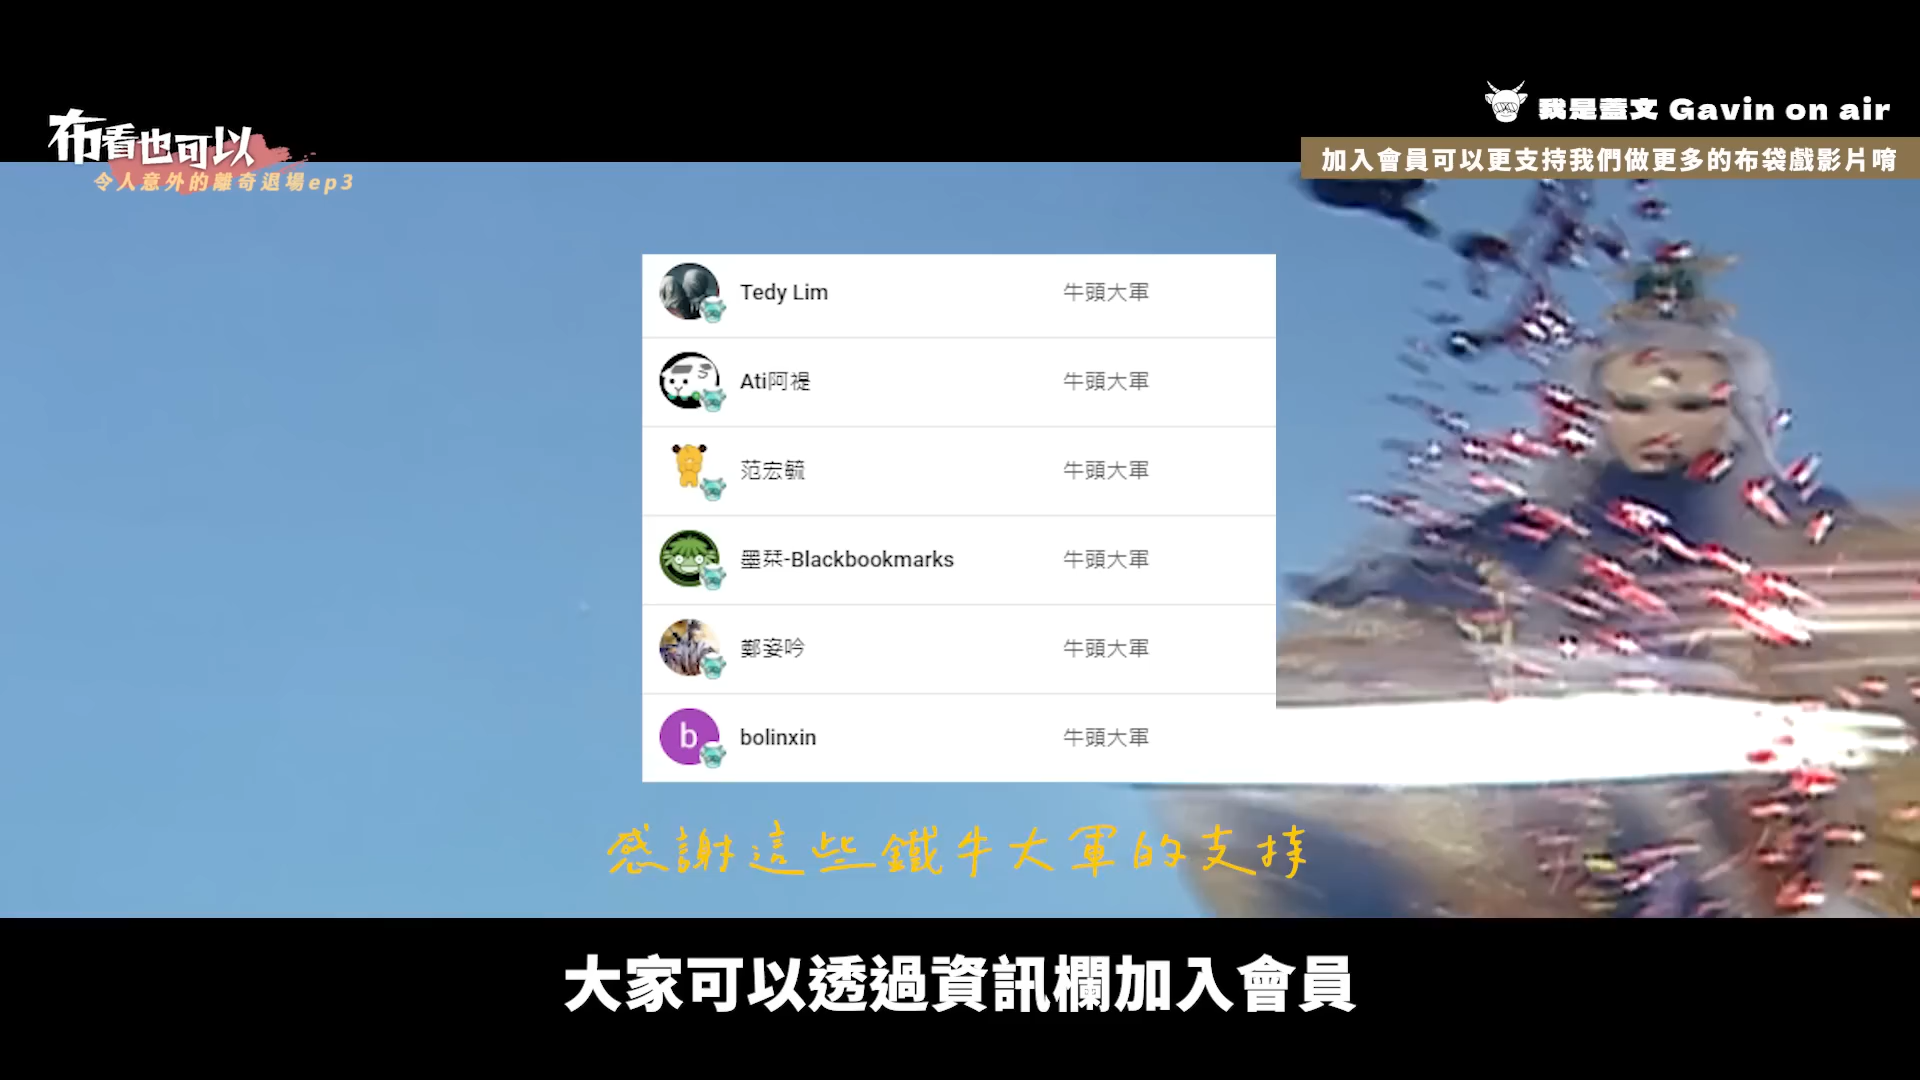 布看也可以
令人意外的離奇退場ep3
我是蓋文 Gavin on air
加入會員可以更支持我們做更多的布袋戲影片唷
Tedy Lim 牛頭大軍
Ati阿禔 牛頭大軍
范宏毓 牛頭大軍
墨栞-Blackbookmarks 牛頭大軍
鄭姿吟 牛頭大軍
b bolinxin 牛頭大軍
感謝這些鐵牛大軍的支持
大家可以透過資訊欄加入會員